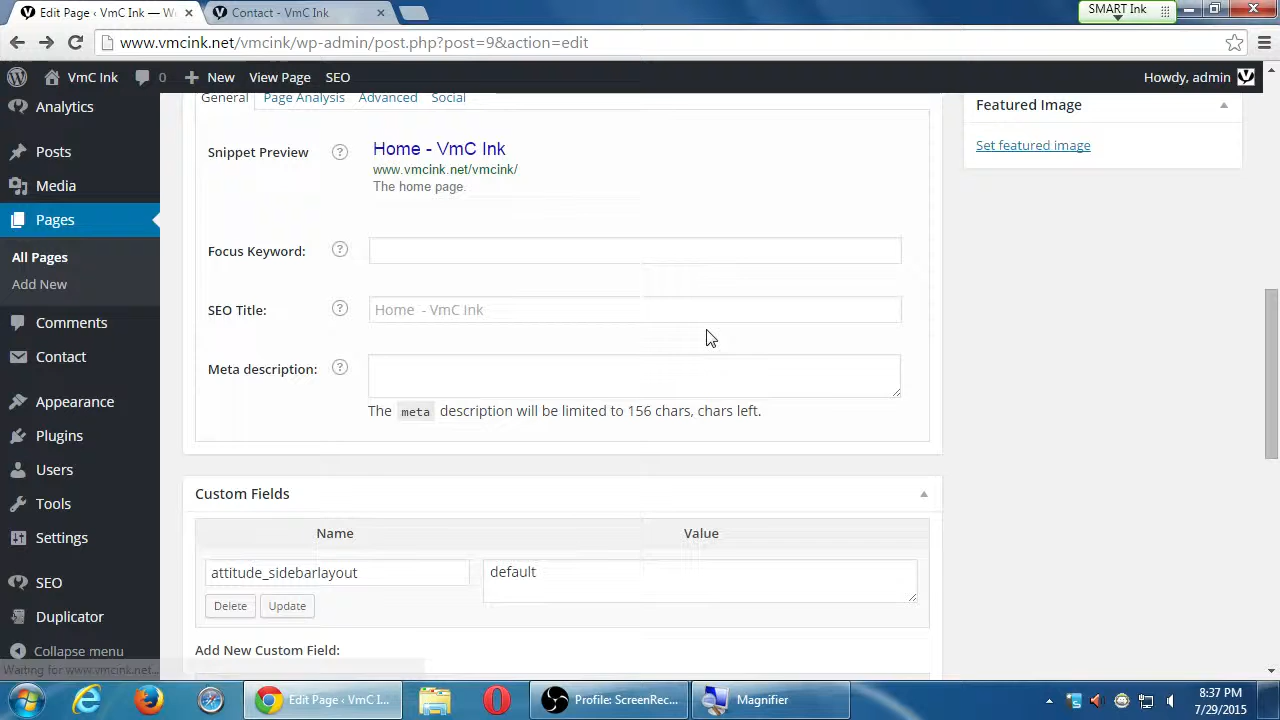 Edit Page ‹ VmC Ink — W
Contact - VmC Ink
SMART Ink
www.vmcink.net/vmcink/wp-admin/post.php?post=9&action=edit
VmC Ink
0
New
View Page
SEO
Howdy, admin
Analytics
Posts
Media
Pages
All Pages
Add New
Comments
Contact
Appearance
Plugins
Users
Tools
Settings
SEO
Duplicator
Collapse menu
General
Page Analysis
Advanced
Social
Snippet Preview
?
Home - VmC Ink
www.vmcink.net/vmcink/
The home page.
Focus Keyword:
?
SEO Title:
?
Home - VmC Ink
Meta description:
?
The meta description will be limited to 156 chars, chars left.
Custom Fields
Name
Value
attitude_sidebarlayout
default
Delete
Update
Add New Custom Field:
Featured Image
Set featured image
Waiting for www.vmcink.net...
Edit Page ‹ VmC I...
Profile: ScreenRec...
Magnifier
8:37 PM
7/29/2015